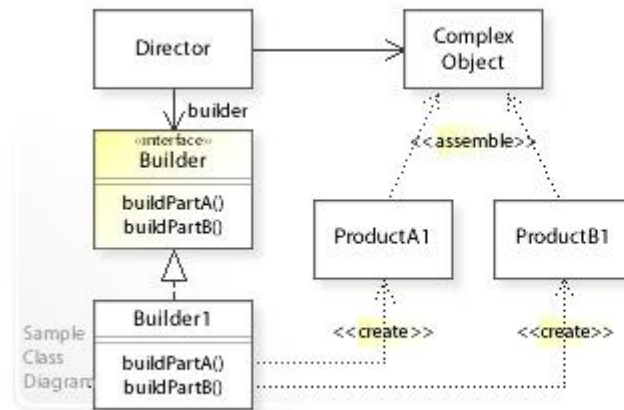 Director
Complex
Object
builder
«interface»
Builder
buildPartA()
buildPartB()
<<assemble>>
ProductA1
ProductB1
Builder1
buildPartA()
buildPartB()
<<create>>
<<create>>
Sample
Class
Diagram